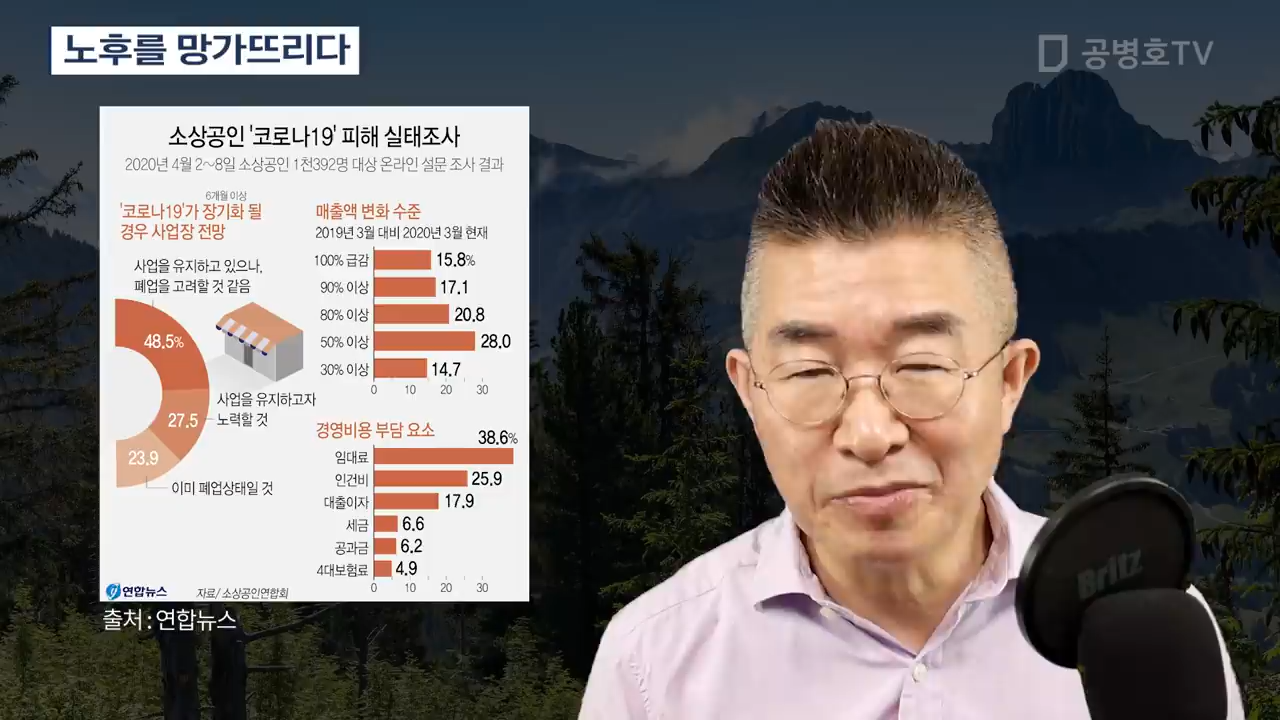 노후를 망가뜨리다
공병호TV
소상공인 '코로나19' 피해 실태조사
2020년 4월 2~8일 소상공인 1천392명 대상 온라인 설문 조사 결과
6개월 이상
'코로나19'가 장기화 될
경우 사업장 전망
사업을 유지하고 있으나,
폐업을 고려할 것 같음
48.5%
사업을 유지하고자
노력할 것
27.5
23.9
이미 폐업상태일 것
매출액 변화 수준
2019년 3월 대비 2020년 3월 현재
100% 급감 15.8%
90% 이상 17.1
80% 이상 20.8
50% 이상 28.0
30% 이상 14.7
0 10 20 30
경영비용 부담 요소
임대료 38.6%
인건비 25.9
대출이자 17.9
세금 6.6
공과금 6.2
4대보험료 4.9
0 10 20 30
연합뉴스
자료/소상공인연합회
출처 : 연합뉴스
Britz